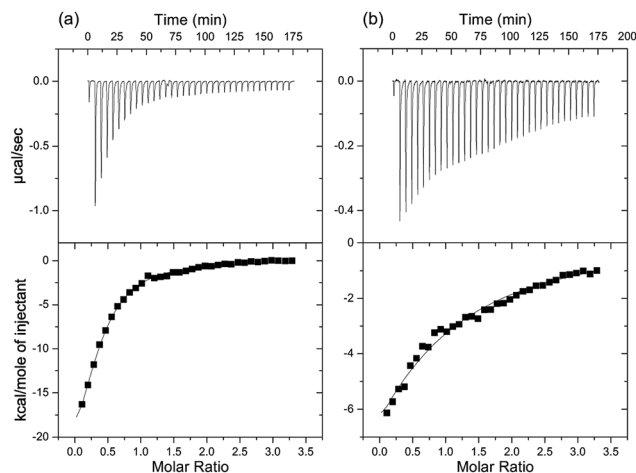 (a) Time (min) (b) Time (min)
0 25 50 75 100 125 150 175 0 25 50 75 100 125 150 175 200
0.0
-0.5
-1.0
µcal/sec
0.0
-0.2
-0.4
0
-5
-10
-15
-20
kcal/mole of injectant
0
-2
-4
-6
0.0 0.5 1.0 1.5 2.0 2.5 3.0 3.5 0.0 0.5 1.0 1.5 2.0 2.5 3.0 3.5
Molar Ratio Molar Ratio